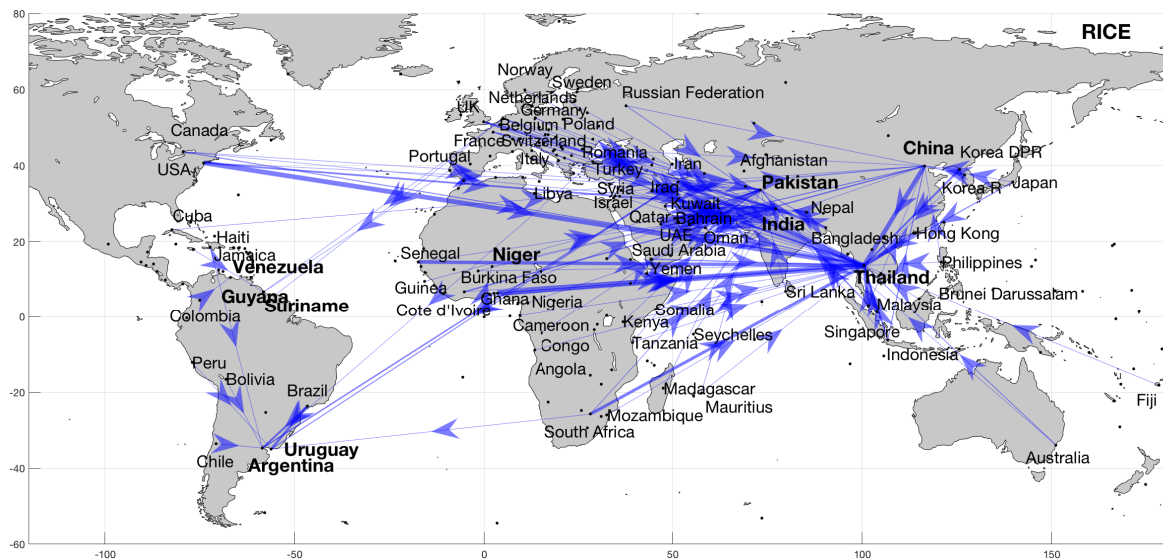 80
RICE
60
Norway
Sweden
Russian Federation
Netherlands
UK
Germany
Belgium Poland
Canada
France
Switzerland
40
USA
Portugal
Italy
Romania
Turkey
Iran
Afghanistan
China
Korea DPR
Korea R
Japan
Syria
Iraq
Pakistan
Libya
Israel
Kuwait
20
Cuba
Qatar
Bahrain
India
Nepal
Haiti
UAE
Oman
Bangladesh
Hong Kong
Jamaica
Senegal
Niger
Saudi Arabia
Venezuela
Burkina Faso
Yemen
Thailand
Philippines
Guinea
Guyana
Suriname
Ghana
Nigeria
Sri Lanka
Brunei Darussalam
0
Colombia
Cote d'Ivoire
Cameroon
Kenya
Somalia
Malaysia
Seychelles
Singapore
Congo
Tanzania
Indonesia
Peru
Bolivia
Angola
-20
Brazil
Madagascar
Mauritius
Fiji
Mozambique
South Africa
Uruguay
Chile
Argentina
Australia
-40
-60
-100
-50
0
50
100
150